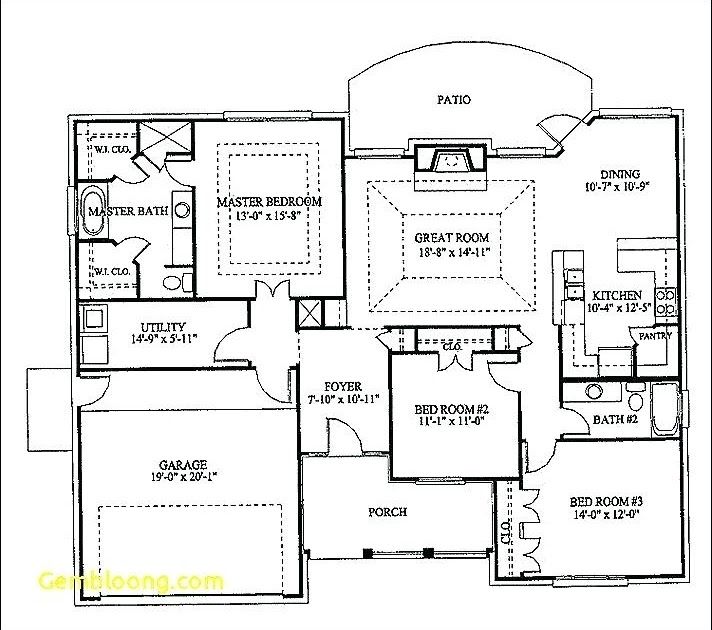 PATIO
W.I. CLO.
DINING
10'-7" x 10'-9"
MASTER BEDROOM
13'-0" x 15'-8"
MASTER BATH
GREAT ROOM
18'-8" x 14'-11"
W.I. CLO.
KITCHEN
10'-4" x 12'-5"
UTILITY
14'-9" x 5'-11"
PANTRY
CLO.
FOYER
7'-10" x 10'-11"
BED ROOM #2
11'-1" x 11'-0"
BATH #2
GARAGE
19'-0" x 20'-1"
PORCH
BED ROOM #3
14'-0" x 12'-0"
CLO.
Gembloong.com